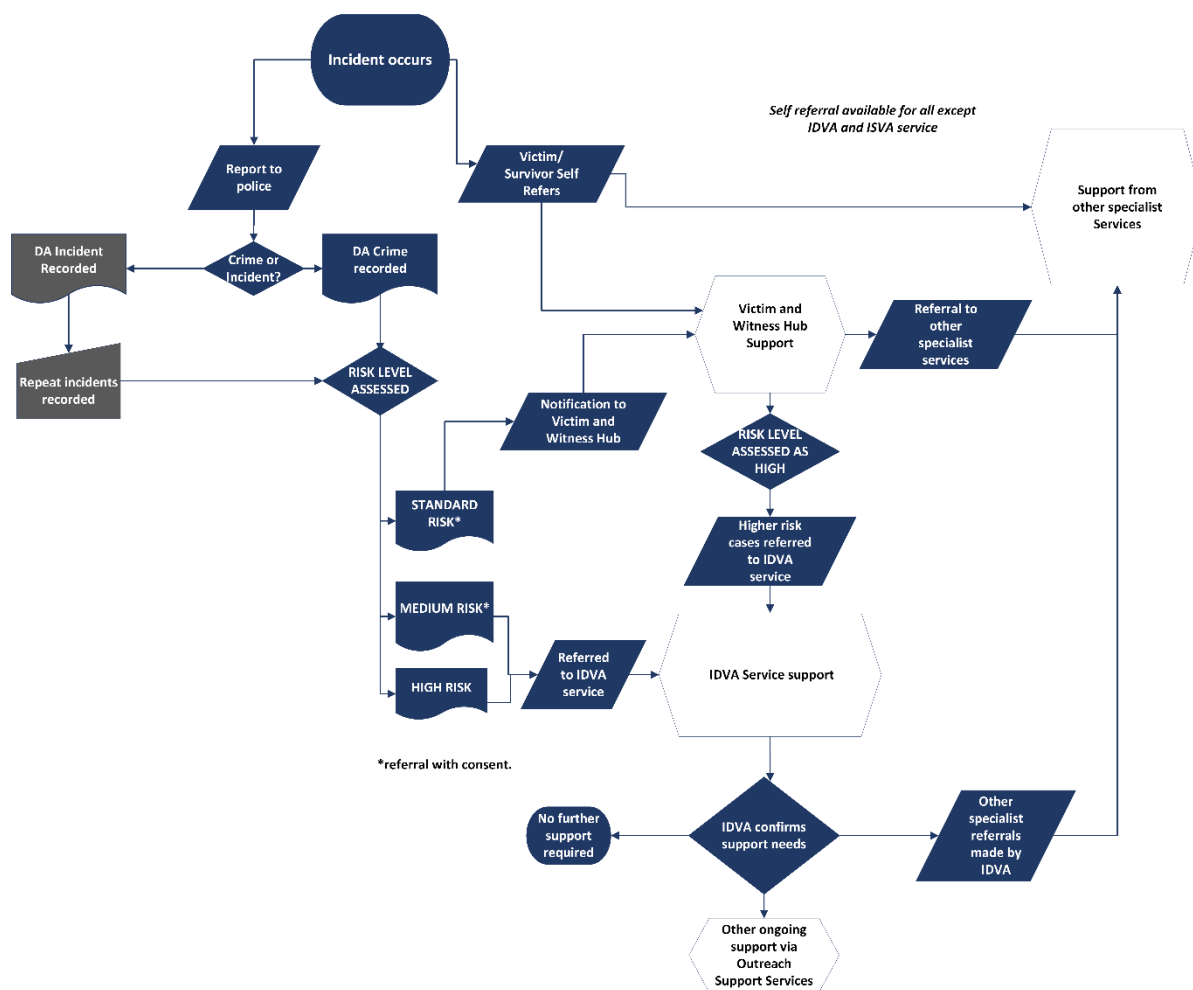 Incident occurs
Self referral available for all except
IDVA and ISVA service
Report to
police
Victim/
Survivor Self
Refers
Support from
other specialist
Services
DA Incident
Recorded
Crime or
Incident?
DA Crime
recorded
Victim and
Witness Hub
Support
Referral to
other
specialist
services
Repeat incidents
recorded
RISK LEVEL
ASSESSED
Notification to
Victim and
Witness Hub
RISK LEVEL
ASSESSED AS
HIGH
STANDARD
RISK*
Higher risk
cases referred
to IDVA
service
MEDIUM RISK*
Referred
to IDVA
service
IDVA Service support
HIGH RISK
*referral with consent.
No further
support
required
IDVA confirms
support needs
Other
specialist
referrals
made by
IDVA
Other ongoing
support via
Outreach
Support Services